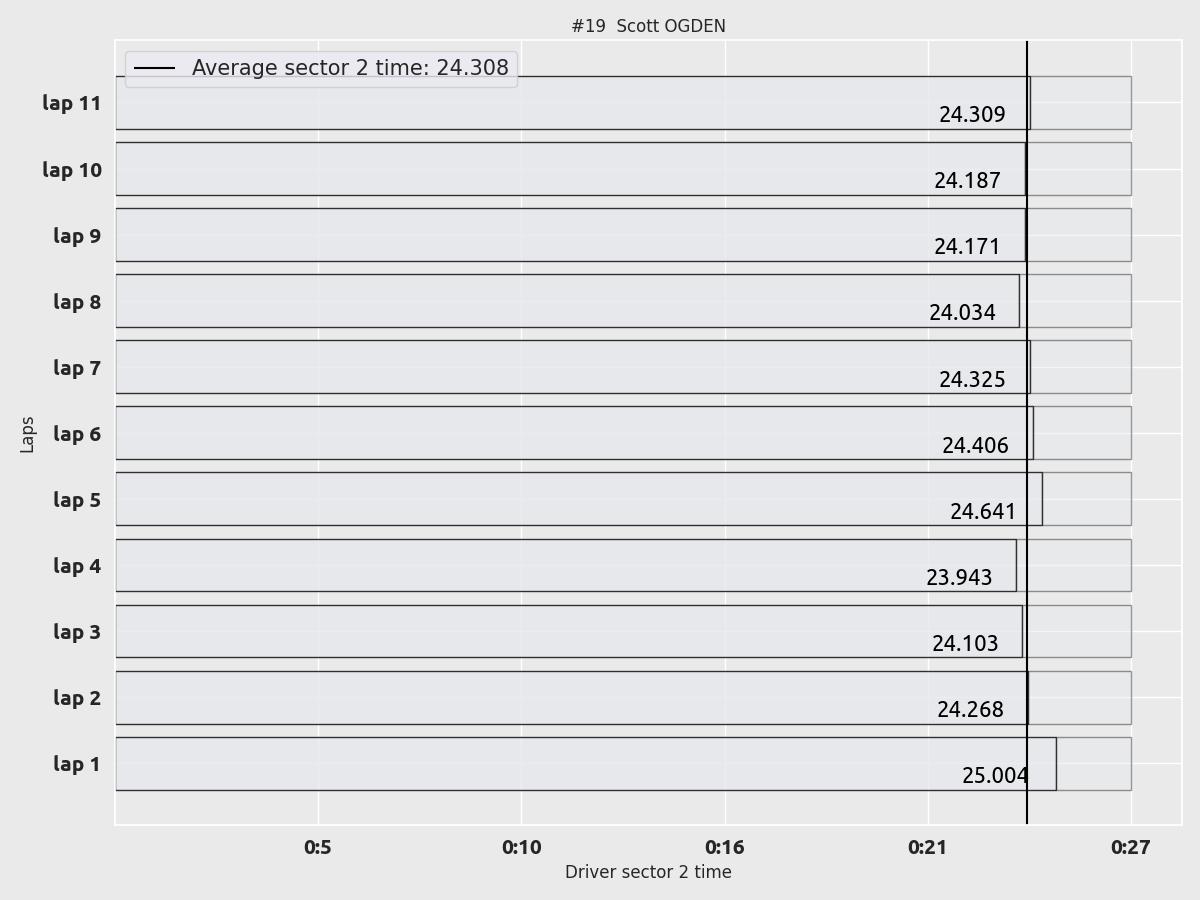 #19  Scott OGDEN
Average sector 2 time: 24.308
lap 11
24.309
lap 10
24.187
lap 9
24.171
lap 8
24.034
lap 7
24.325
lap 6
24.406
lap 5
24.641
lap 4
23.943
lap 3
24.103
lap 2
24.268
lap 1
25.004
Laps
0:5 0:10 0:16 0:21 0:27
Driver sector 2 time